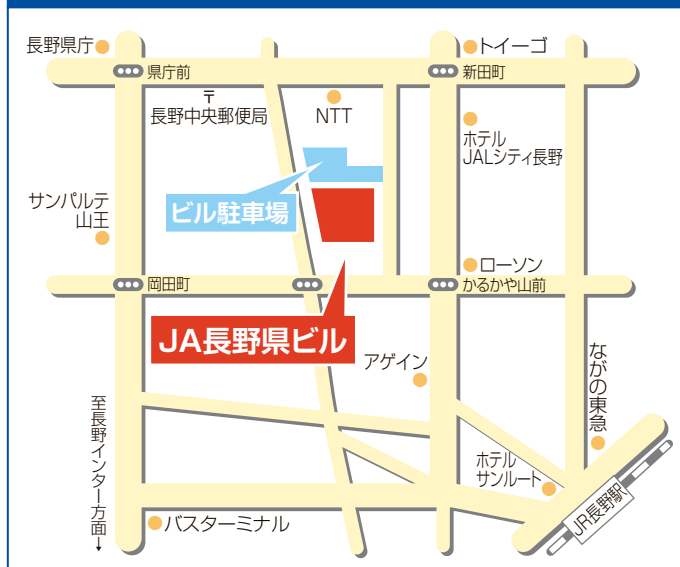 長野県庁
トイーゴ
県庁前
新田町
〒
長野中央郵便局
NTT
ホテル
JALシティ長野
ビル駐車場
サンパルテ
山王
ローソン
岡田町
かるかや山前
JA長野県ビル
アゲイン
ながの東急
至長野インター方面→
ホテル
サンルート
JR長野駅
バスターミナル